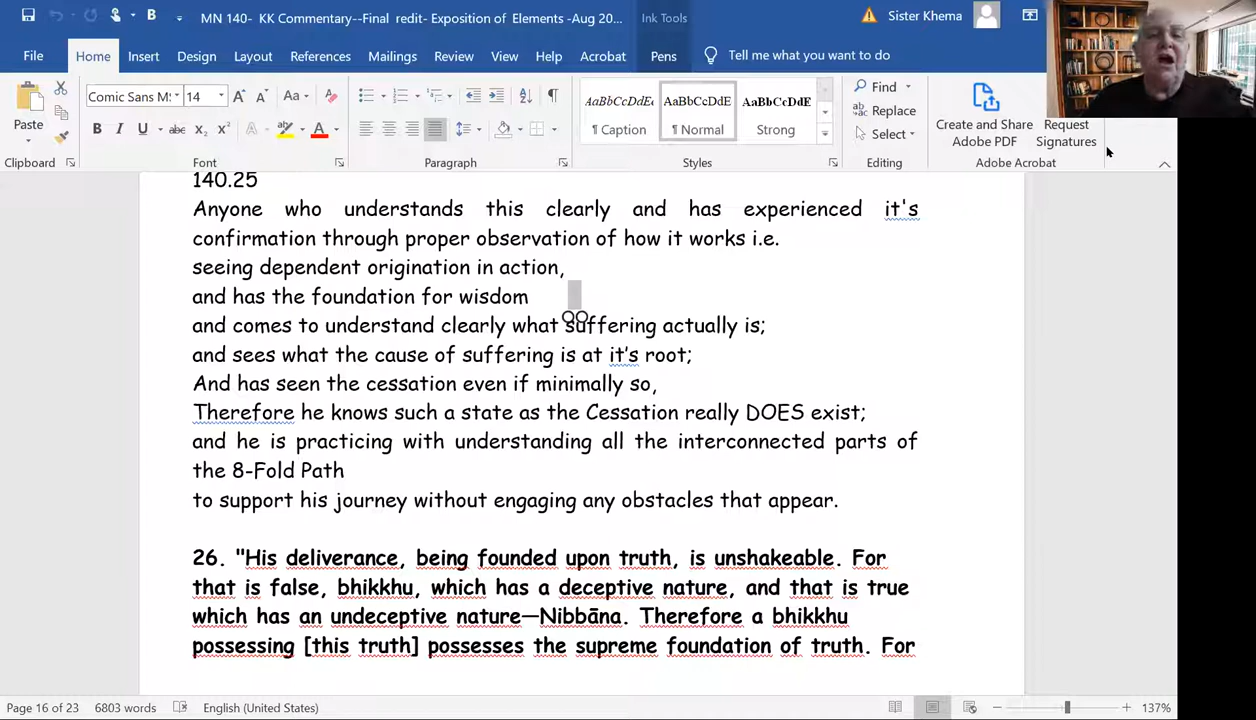 MN 140- KK Commentary--Final redit- Exposition of Elements -Aug 20...
Ink Tools
Sister Khema
File
Home
Insert
Design
Layout
References
Mailings
Review
View
Help
Acrobat
Pens
Tell me what you want to do
Paste
Comic Sans M
14
Aa
B I U abc x₂ x² A A
AaBbCcDdEe
AaBbCcDdE
AaBbCcDdE
¶ Caption
¶ Normal
Strong
Find
Replace
Select
Create and Share
Adobe PDF
Request
Signatures
Clipboard
Font
Paragraph
Styles
Editing
Adobe Acrobat
140.25
Anyone who understands this clearly and has experienced it's
confirmation through proper observation of how it works i.e.
seeing dependent origination in action,
and has the foundation for wisdom
and comes to understand clearly what suffering actually is;
and sees what the cause of suffering is at it's root;
And has seen the cessation even if minimally so,
Therefore he knows such a state as the Cessation really DOES exist;
and he is practicing with understanding all the interconnected parts of
the 8-Fold Path
to support his journey without engaging any obstacles that appear.
26. "His deliverance, being founded upon truth, is unshakeable. For
that is false, bhikkhu, which has a deceptive nature, and that is true
which has an undeceptive nature—Nibbāna. Therefore a bhikkhu
possessing [this truth] possesses the supreme foundation of truth. For
Page 16 of 23
6803 words
English (United States)
137%